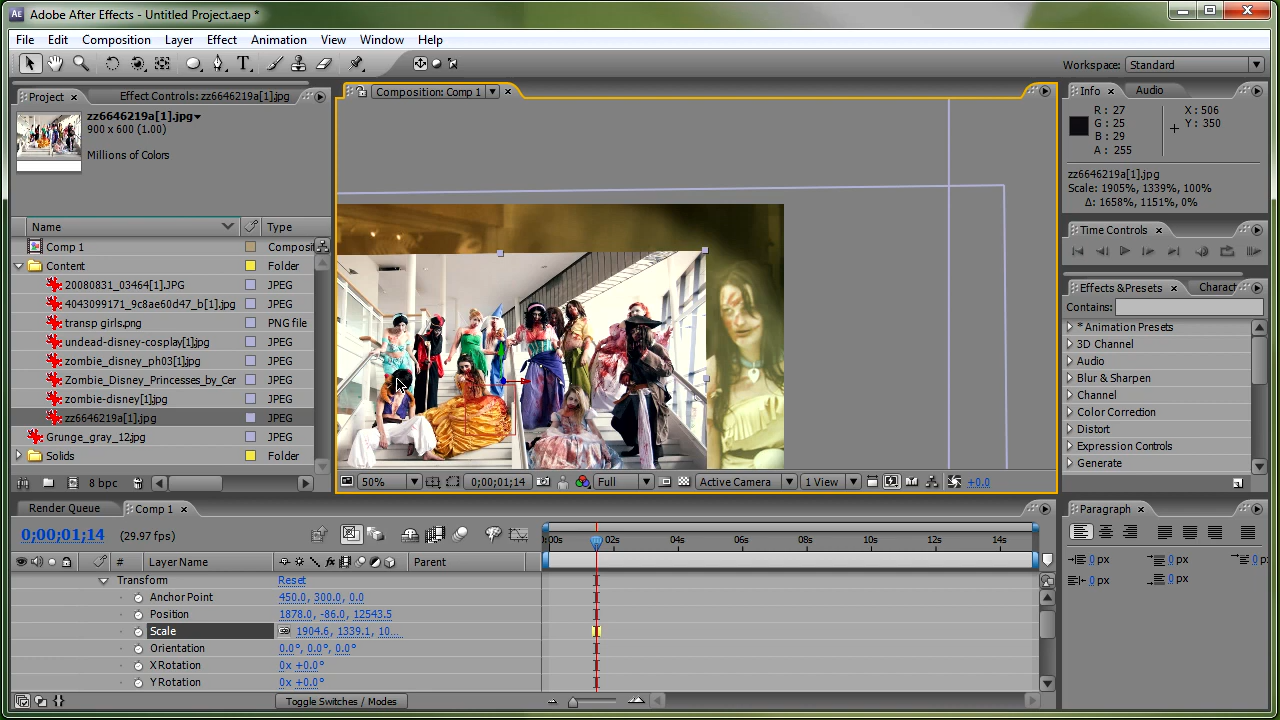 Adobe After Effects - Untitled Project.aep *
File Edit Composition Layer Effect Animation View Window Help
Workspace: Standard
Project Effect Controls: zz6646219a[1].jpg
zz6646219a[1].jpg
900 x 600 (1.00)
Millions of Colors
Name Type
Comp 1 Composit
Content Folder
20080831_03464[1].JPG JPEG
4043099171_9c8ae60d47_b[1].jpg JPEG
transp girls.png PNG file
undead-disney-cosplay[1].jpg JPEG
zombie_disney_ph03[1].jpg JPEG
Zombie_Disney_Princesses_by_Cer JPEG
zombie-disney[1].jpg JPEG
zz6646219a[1].jpg JPEG
Grunge_gray_12.jpg JPEG
Solids Folder
8 bpc
Composition: Comp 1
50% 0;00;01;14 Full Active Camera 1 View +0.0
Info Audio
R: 27
G: 25
B: 29
A: 255
X: 506
Y: 350
zz6646219a[1].jpg
Scale: 1905%, 1339%, 100%
Δ: 1658%, 1151%, 0%
Time Controls
Effects & Presets Charact
Contains:
* Animation Presets
3D Channel
Audio
Blur & Sharpen
Channel
Color Correction
Distort
Expression Controls
Generate
Render Queue Comp 1
0;00;01;14 (29.97 fps)
# Layer Name Parent
:00s 02s 04s 06s 08s 10s 12s 14s
Transform Reset
Anchor Point 450.0, 300.0, 0.0
Position 1878.0, -86.0, 12543.5
Scale 1904.6, 1339.1, 10...
Orientation 0.0°, 0.0°, 0.0°
X Rotation 0x +0.0°
Y Rotation 0x +0.0°
Toggle Switches / Modes
Paragraph
0 px 0 px 0 px
0 px 0 px